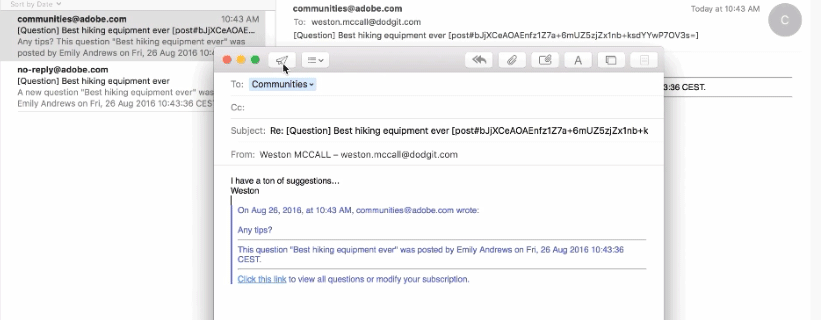 Sort by Date
communities@adobe.com 10:43 AM
[Question] Best hiking equipment ever [post#bJjXCeAOAE...
Any tips? This question "Best hiking equipment ever" was
posted by Emily Andrews on Fri, 26 Aug 2016 10:43:36 CES
no-reply@adobe.com
[Question] Best hiking equipment ever
A new question "Best hiking equipment
Emily Andrews on Fri, 26 Aug 2016 10:43:36 CEST
communities@adobe.com Today at 10:43 AM
To: weston.mccall@dodgit.com
[Question] Best hiking equipment ever [post#bJjXCeAOAEnfz1Z7a+6mUZ5zjZx1nb+ksdYYwP7OV3s=]
C
3:36 CEST.
To: Communities
Cc:
Subject: Re: [Question] Best hiking equipment ever [post#bJjXCeAOAEnfz1Z7a+6mUZ5zjZx1nb+k
From: Weston MCCALL – weston.mccall@dodgit.com
A
I have a ton of suggestions...
Weston
On Aug 26, 2016, at 10:43 AM, communities@adobe.com wrote:
Any tips?
This question "Best hiking equipment ever" was posted by Emily Andrews on Fri, 26 Aug 2016 10:43:36
CEST.
Click this link to view all questions or modify your subscription.